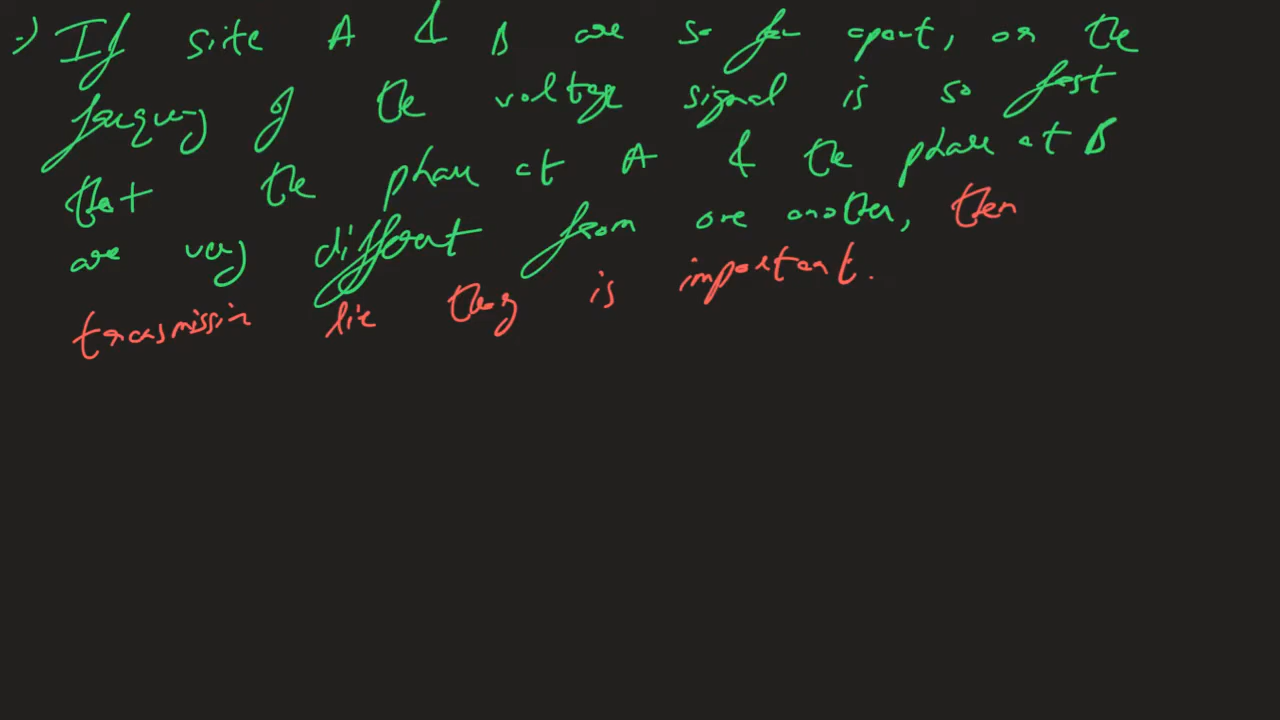 :-) If site A & B are so far apart, or the
frequency of the voltage signal is so fast
that the phase at A & the phase at B
are very different from one another, then
transmission line theory is important.